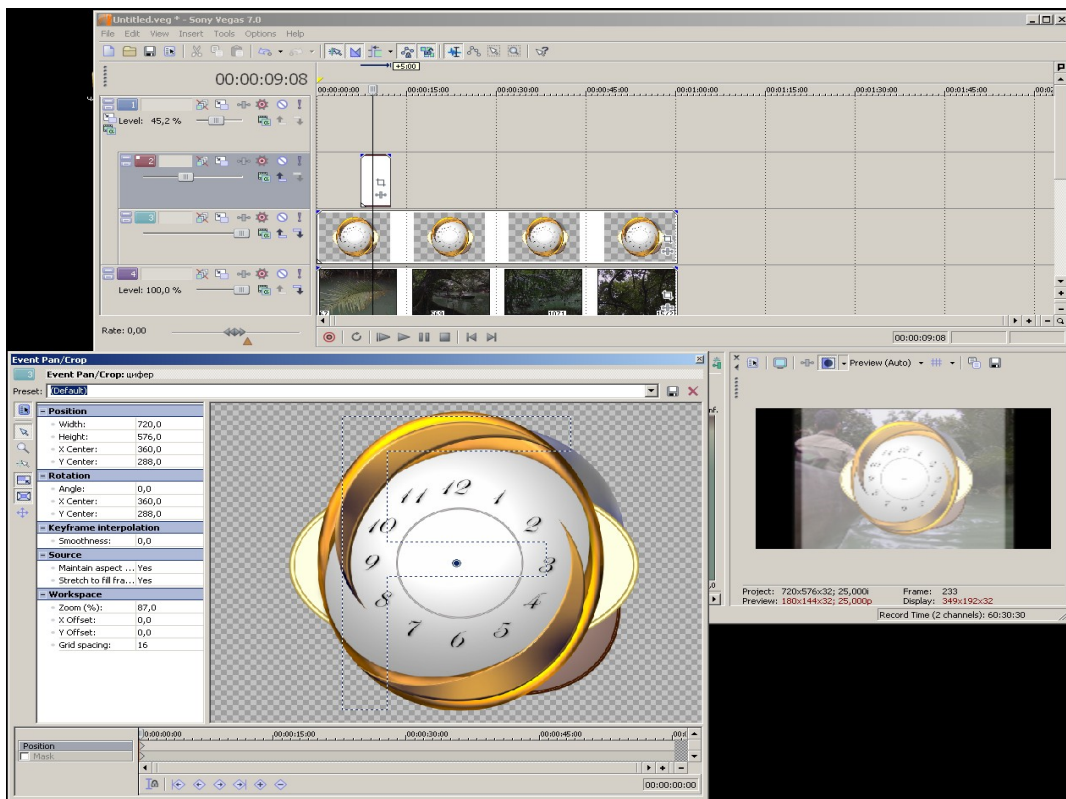 Untitled.veg * - Sony Vegas 7.0
File Edit View Insert Tools Options Help
+5:00
00:00:09:08
00:00:00:00 00:00:15:00 00:00:30:00 00:00:45:00 00:01:00:00 00:01:15:00 00:01:30:00 00:01:45:00 00:02
1
Level: 45,2 %
2
3
4
Level: 100,0 %
Rate: 0,00
00:00:09:08
Event Pan/Crop
3 Event Pan/Crop: цифер
Preset: (Default)
Position
Width: 720,0
Height: 576,0
X Center: 360,0
Y Center: 288,0
Rotation
Angle: 0,0
X Center: 360,0
Y Center: 288,0
Keyframe interpolation
Smoothness: 0,0
Source
Maintain aspect ... Yes
Stretch to fill fra... Yes
Workspace
Zoom (%): 87,0
X Offset: 0,0
Y Offset: 0,0
Grid spacing: 16
11 12 1
10 2
9 3
8 4
7 6 5
Preview (Auto)
Project: 720x576x32; 25,000i Frame: 233
Preview: 180x144x32; 25,000p Display: 349x192x32
Record Time (2 channels): 60:30:30
0:00:00:00 00:00:15:00 00:00:30:00 00:00:45:00
Position
Mask
00:00:00:00